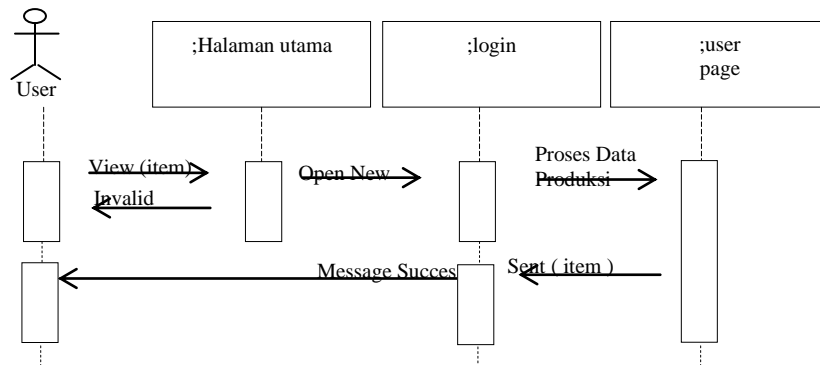 ;Halaman utama
;login
;user
page
User
View (item)
Open New
Proses Data
Produksi
Invalid
Message Succes
Sent ( item )